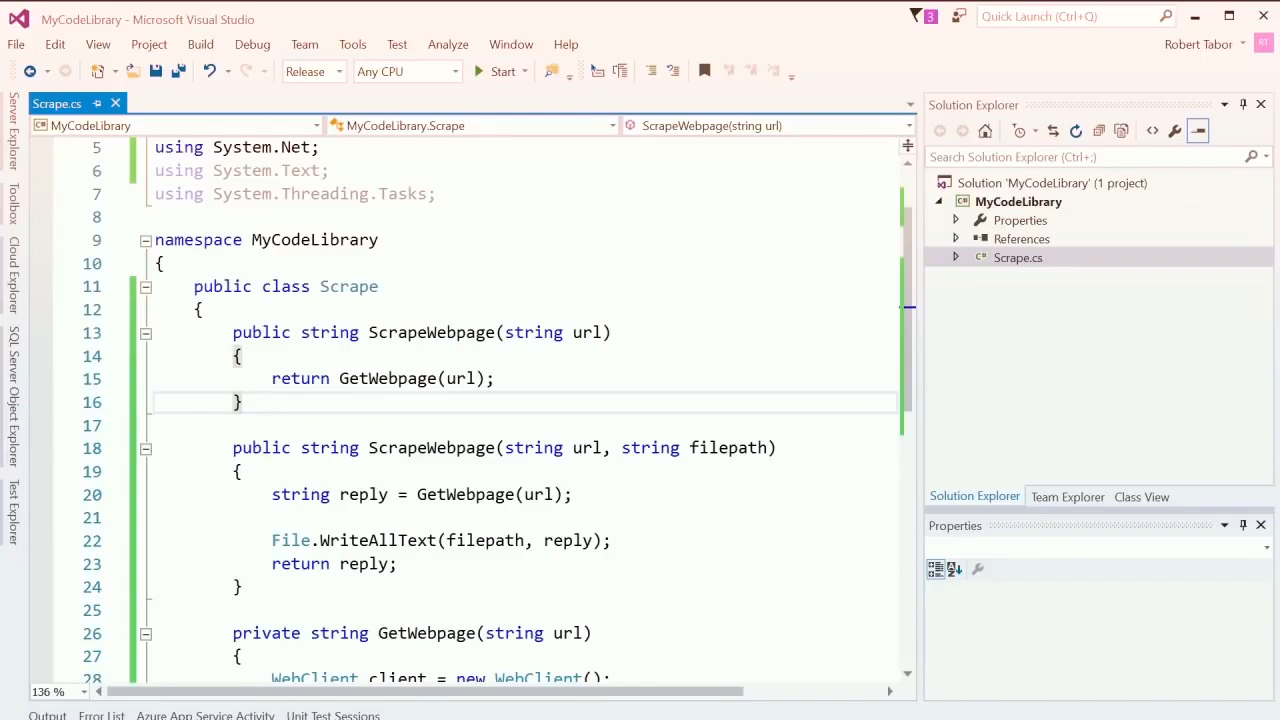 MyCodeLibrary - Microsoft Visual Studio
3
Quick Launch (Ctrl+Q)
File Edit View Project Build Debug Team Tools Test Analyze Window Help
Robert Tabor
RT
Release
Any CPU
Start
Server Explorer
Toolbox
Cloud Explorer
SQL Server Object Explorer
Test Explorer
Scrape.cs
MyCodeLibrary
MyCodeLibrary.Scrape
ScrapeWebpage(string url)
5 using System.Net;
6 using System.Text;
7 using System.Threading.Tasks;
8
9 namespace MyCodeLibrary
10 {
11 public class Scrape
12 {
13 public string ScrapeWebpage(string url)
14 {
15 return GetWebpage(url);
16 }
17
18 public string ScrapeWebpage(string url, string filepath)
19 {
20 string reply = GetWebpage(url);
21
22 File.WriteAllText(filepath, reply);
23 return reply;
24 }
25
26 private string GetWebpage(string url)
27 {
28 WebClient client = new WebClient();
136 %
Solution Explorer
Search Solution Explorer (Ctrl+;)
Solution 'MyCodeLibrary' (1 project)
C# MyCodeLibrary
Properties
References
C# Scrape.cs
Solution Explorer Team Explorer Class View
Properties
Output Error List Azure App Service Activity Unit Test Sessions